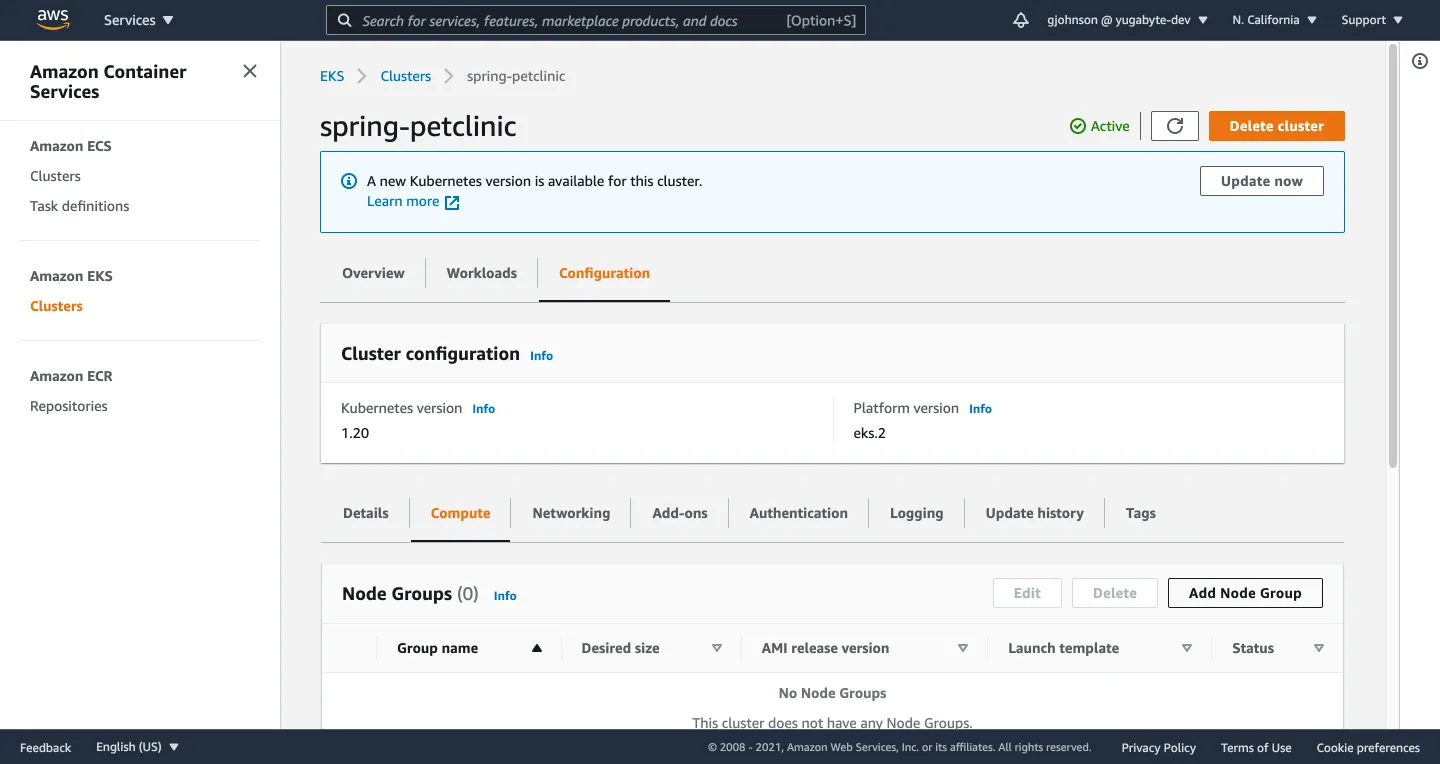 aws
Services
Search for services, features, marketplace products, and docs [Option+S]
gjohnson @ yugabyte-dev
N. California
Support
Amazon Container
Services
Amazon ECS
Clusters
Task definitions
Amazon EKS
Clusters
Amazon ECR
Repositories
EKS > Clusters > spring-petclinic
spring-petclinic
Active
Delete cluster
A new Kubernetes version is available for this cluster.
Learn more
Update now
Overview
Workloads
Configuration
Cluster configuration Info
Kubernetes version Info
1.20
Platform version Info
eks.2
Details
Compute
Networking
Add-ons
Authentication
Logging
Update history
Tags
Node Groups (0) Info
Edit
Delete
Add Node Group
Group name
Desired size
AMI release version
Launch template
Status
No Node Groups
This cluster does not have any Node Groups.
Feedback
English (US)
© 2008 - 2021, Amazon Web Services, Inc. or its affiliates. All rights reserved.
Privacy Policy
Terms of Use
Cookie preferences